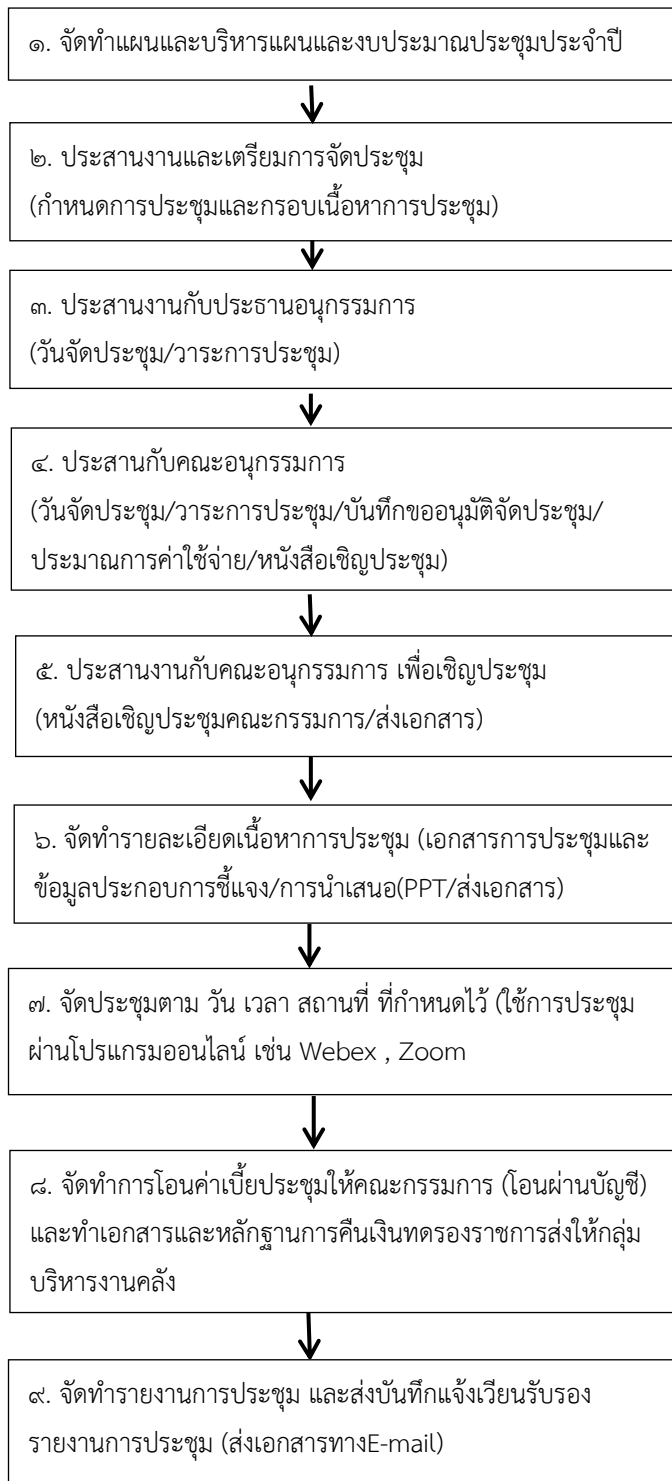 ๑. จัดทำแผนและบริหารแผนและงบประมาณประชุมประจำปี
๒. ประสานงานและเตรียมการจัดประชุม
(กำหนดการประชุมและกรอบเนื้อหาการประชุม)
๓. ประสานงานกับประธานอนุกรรมการ
(วันจัดประชุม/วาระการประชุม)
๔. ประสานกับคณะอนุกรรมการ
(วันจัดประชุม/วาระการประชุม/บันทึกขออนุมัติจัดประชุม/
ประมาณการค่าใช้จ่าย/หนังสือเชิญประชุม)
๕. ประสานงานกับคณะอนุกรรมการ เพื่อเชิญประชุม
(หนังสือเชิญประชุมคณะกรรมการ/ส่งเอกสาร)
๖. จัดทำรายละเอียดเนื้อหาการประชุม (เอกสารการประชุมและ
ข้อมูลประกอบการชี้แจง/การนำเสนอ(PPT/ส่งเอกสาร)
๗. จัดประชุมตาม วัน เวลา สถานที่ ที่กำหนดไว้ (ใช้การประชุม
ผ่านโปรแกรมออนไลน์ เช่น Webex , Zoom
๘. จัดทำการโอนค่าเบี้ยประชุมให้คณะกรรมการ (โอนผ่านบัญชี)
และทำเอกสารและหลักฐานการคืนเงินทดรองราชการส่งให้กลุ่ม
บริหารงานคลัง
๙. จัดทำรายงานการประชุม และส่งบันทึกแจ้งเวียนรับรอง
รายงานการประชุม (ส่งเอกสารทางE-mail)